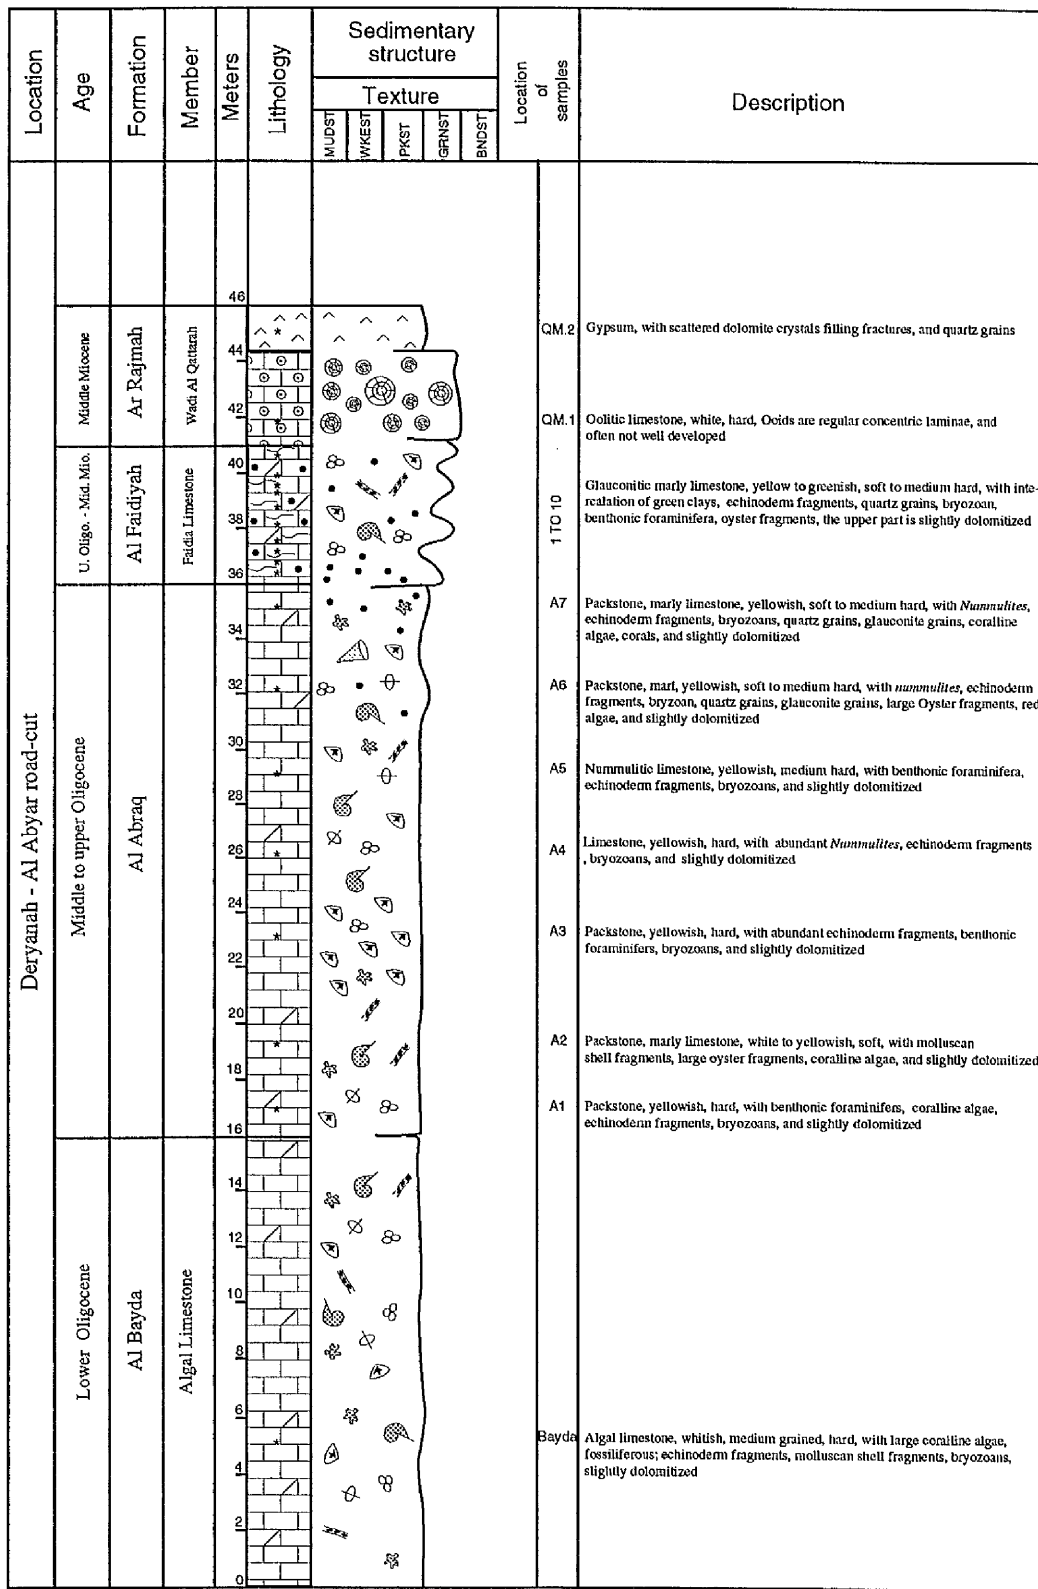 Location
Age
Formation
Member
Meters
Lithology
Sedimentary
structure
Texture
MUDST
WKEST
PKST
GRNST
BNDST
Location
of
samples
Description
Deryanah - Al Abyar road-cut
Middle Miocene
Ar Rajmah
Wadi Al Qattarah
U. Oligo. - Mid. Mio.
Al Faidiyah
Faidia Limestone
Middle to upper Oligocene
Al Abraq
Lower Oligocene
Al Bayda
Algal Limestone
46
44
42
40
38
36
34
32
30
28
26
24
22
20
18
16
14
12
10
8
6
4
2
0
QM.2 Gypsum, with scattered dolomite crystals filling fractures, and quartz grains
QM.1 Oolitic limestone, white, hard, Ooids are regular concentric laminae, and
often not well developed
1 TO 10
Glauconitic marly limestone, yellow to greenish, soft to medium hard, with inte-
rcalation of green clays, echinoderm fragments, quartz grains, bryozoan,
benthonic foraminifera, oyster fragments, the upper part is slightly dolomitized
A7 Packstone, marly limestone, yellowish, soft to medium hard, with Nummulites,
echinoderm fragments, bryozoans, quartz grains, glauconite grains, coralline
algae, corals, and slightly dolomitized
A6 Packstone, marl, yellowish, soft to medium hard, with nummulites, echinoderm
fragments, bryzoan, quartz grains, glauconite grains, large Oyster fragments, red
algae, and slightly dolomitized
A5 Nummulitic limestone, yellowish, medium hard, with benthonic foraminifera,
echinoderm fragments, bryozoans, and slightly dolomitized
A4 Limestone, yellowish, hard, with abundant Nummulites, echinoderm fragments
, bryozoans, and slightly dolomitized
A3 Packstone, yellowish, hard, with abundant echinoderm fragments, benthonic
foraminifers, bryozoans, and slightly dolomitized
A2 Packstone, marly limestone, white to yellowish, soft, with molluscan
shell fragments, large oyster fragments, coralline algae, and slightly dolomitized
A1 Packstone, yellowish, hard, with benthonic foraminifers, coralline algae,
echinoderm fragments, bryozoans, and slightly dolomitized
Bayda Algal limestone, whitish, medium grained, hard, with large coralline algae,
fossiliferous; echinoderm fragments, molluscan shell fragments, bryozoans,
slightly dolomitized